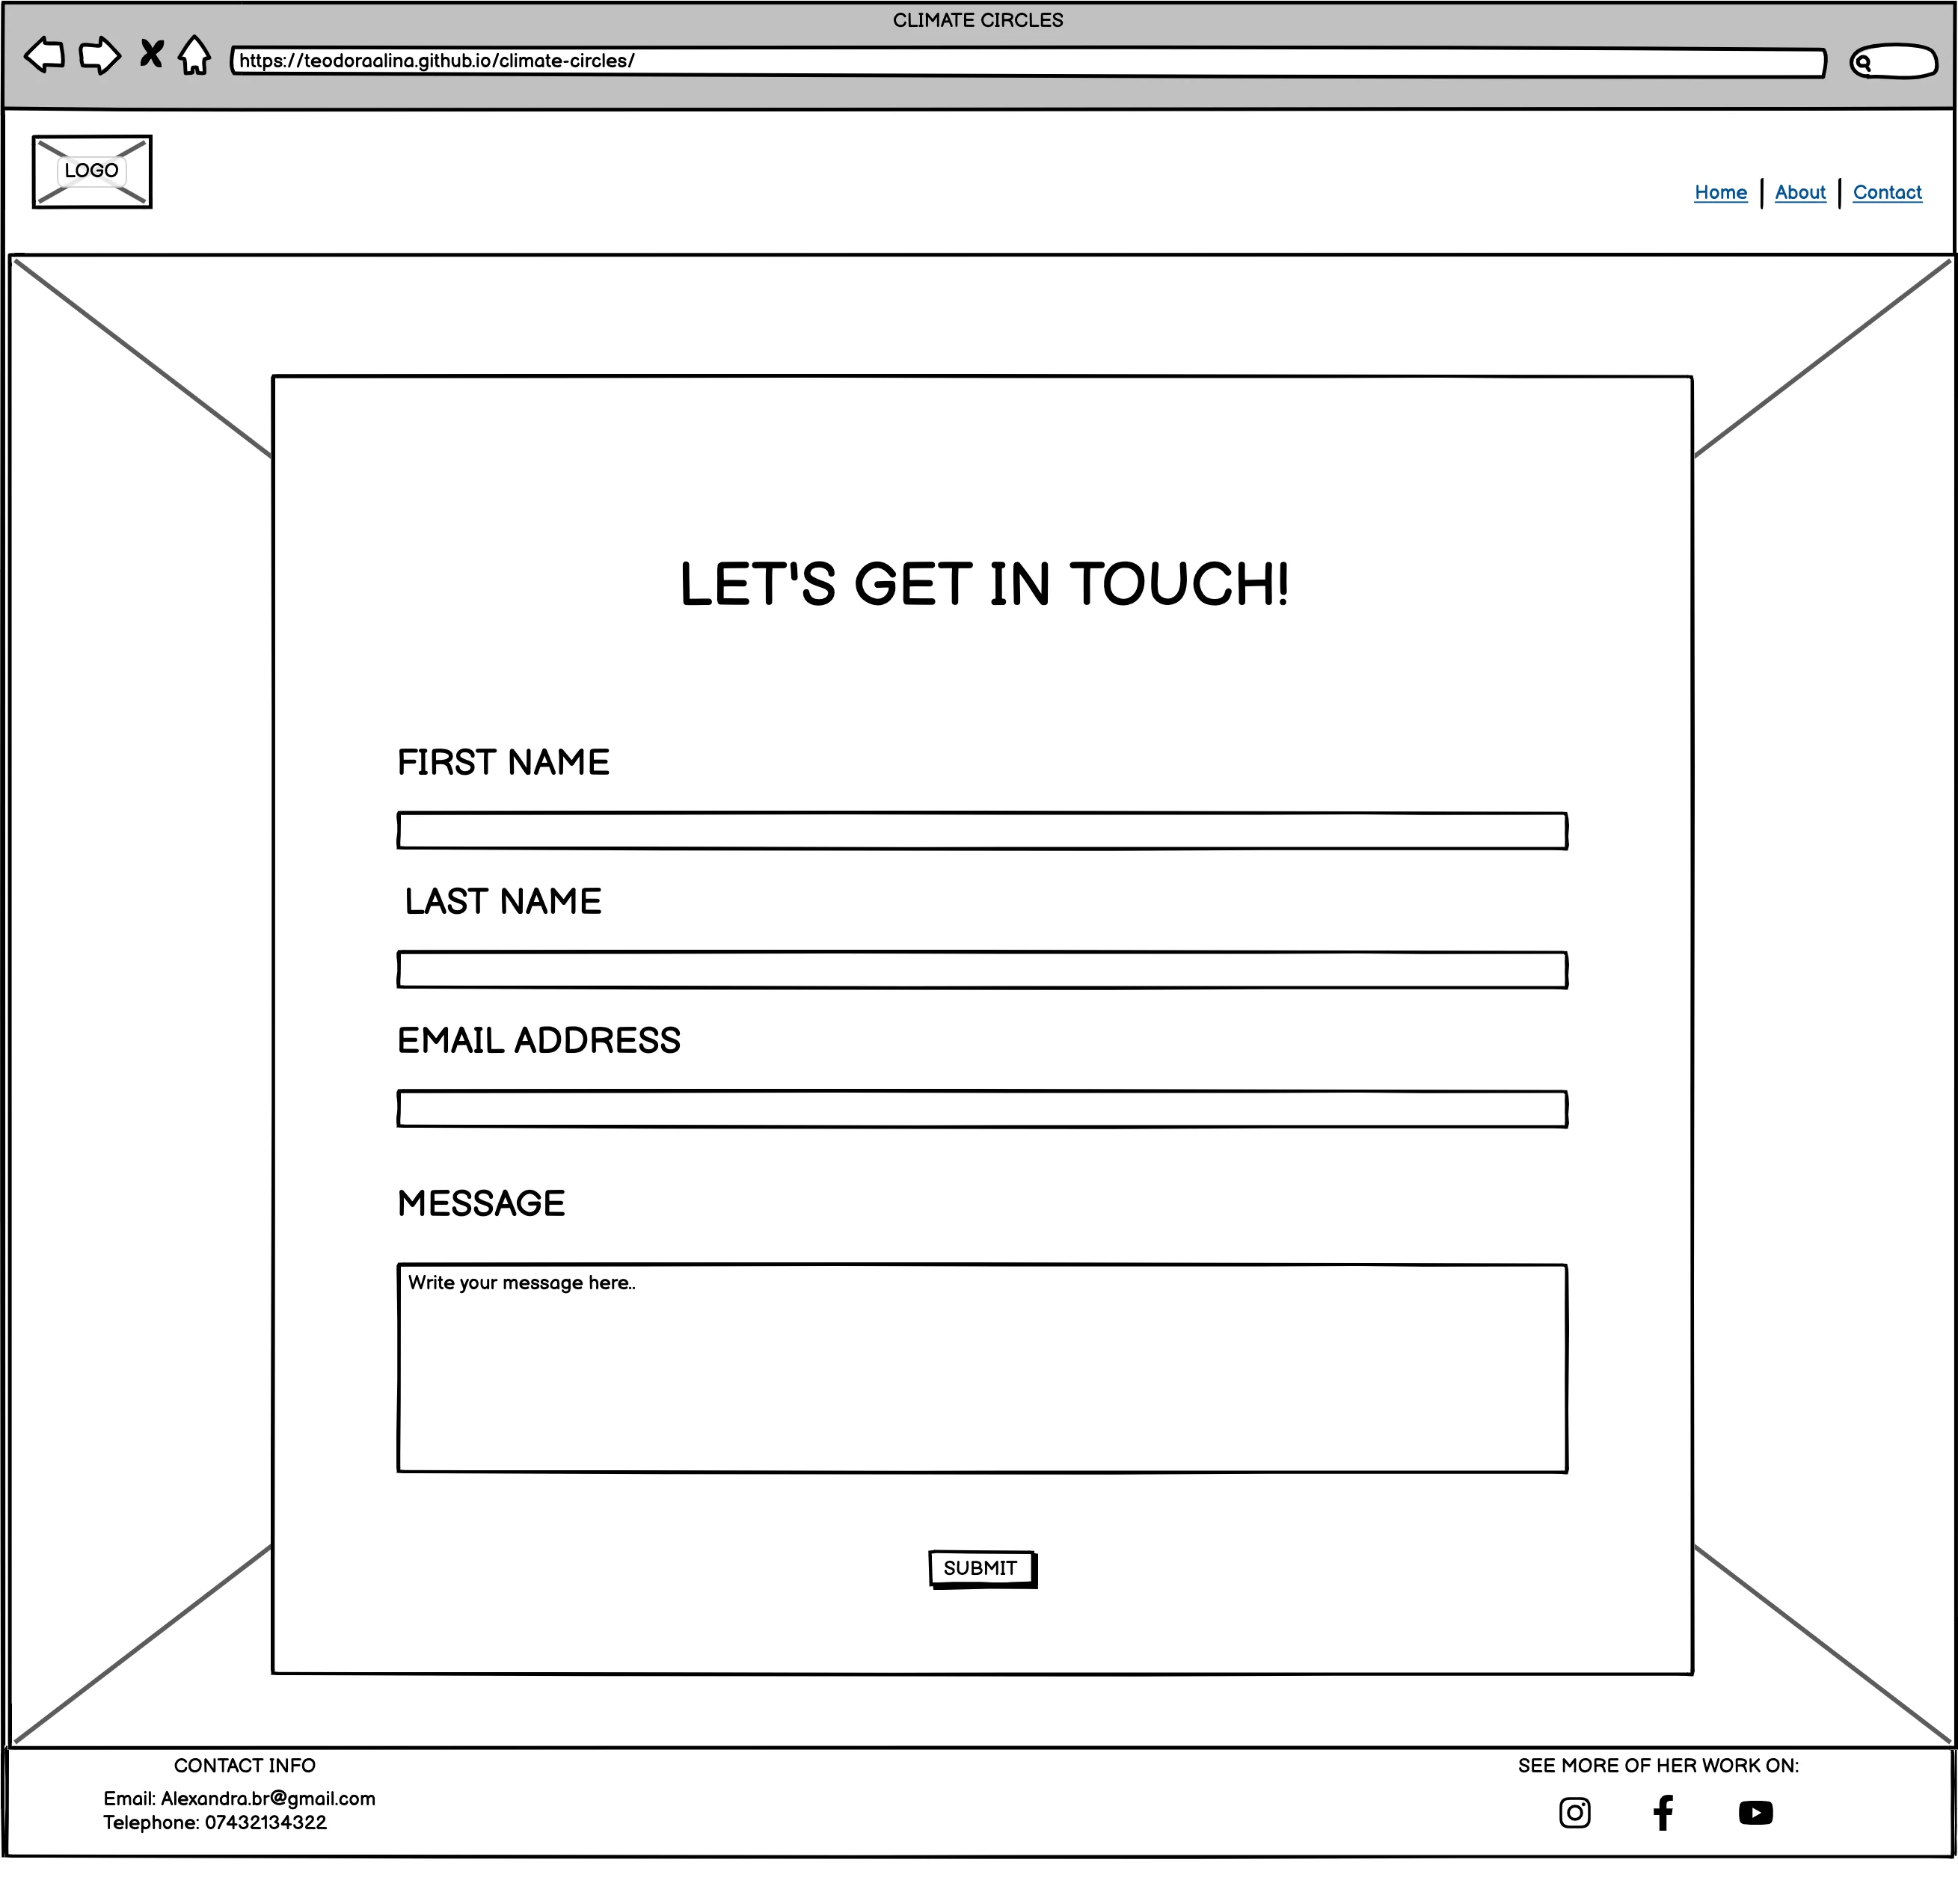 CLIMATE CIRCLES
https://teodoraalina.github.io/climate-circles/
LOGO
Home About Contact
LET'S GET IN TOUCH!
FIRST NAME
LAST NAME
EMAIL ADDRESS
MESSAGE
Write your message here..
SUBMIT
CONTACT INFO
Email: Alexandra.br@gmail.com
Telephone: 07432134322
SEE MORE OF HER WORK ON: